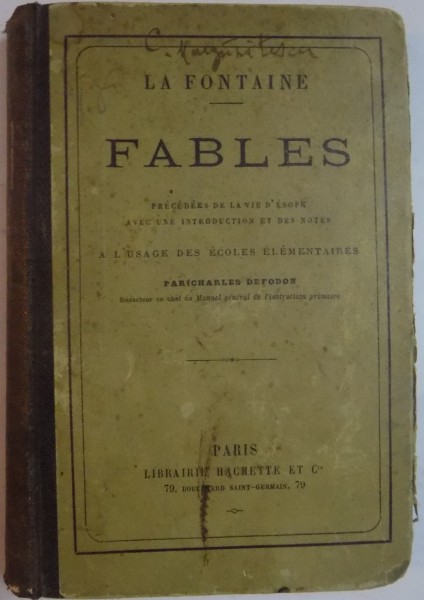 C.
LA FONTAINE
FABLES
PRÉCÉDÉES DE LA VIE D'ÉSOPE
AVEC UNE INTRODUCTION ET DES NOTES
A L'USAGE DES ÉCOLES ÉLÉMENTAIRES
PAR CHARLES DEFODON
Rédacteur en chef du Manuel général de l'instruction primaire
PARIS
LIBRAIRIE HACHETTE ET Cie
79, BOULEVARD SAINT-GERMAIN, 79